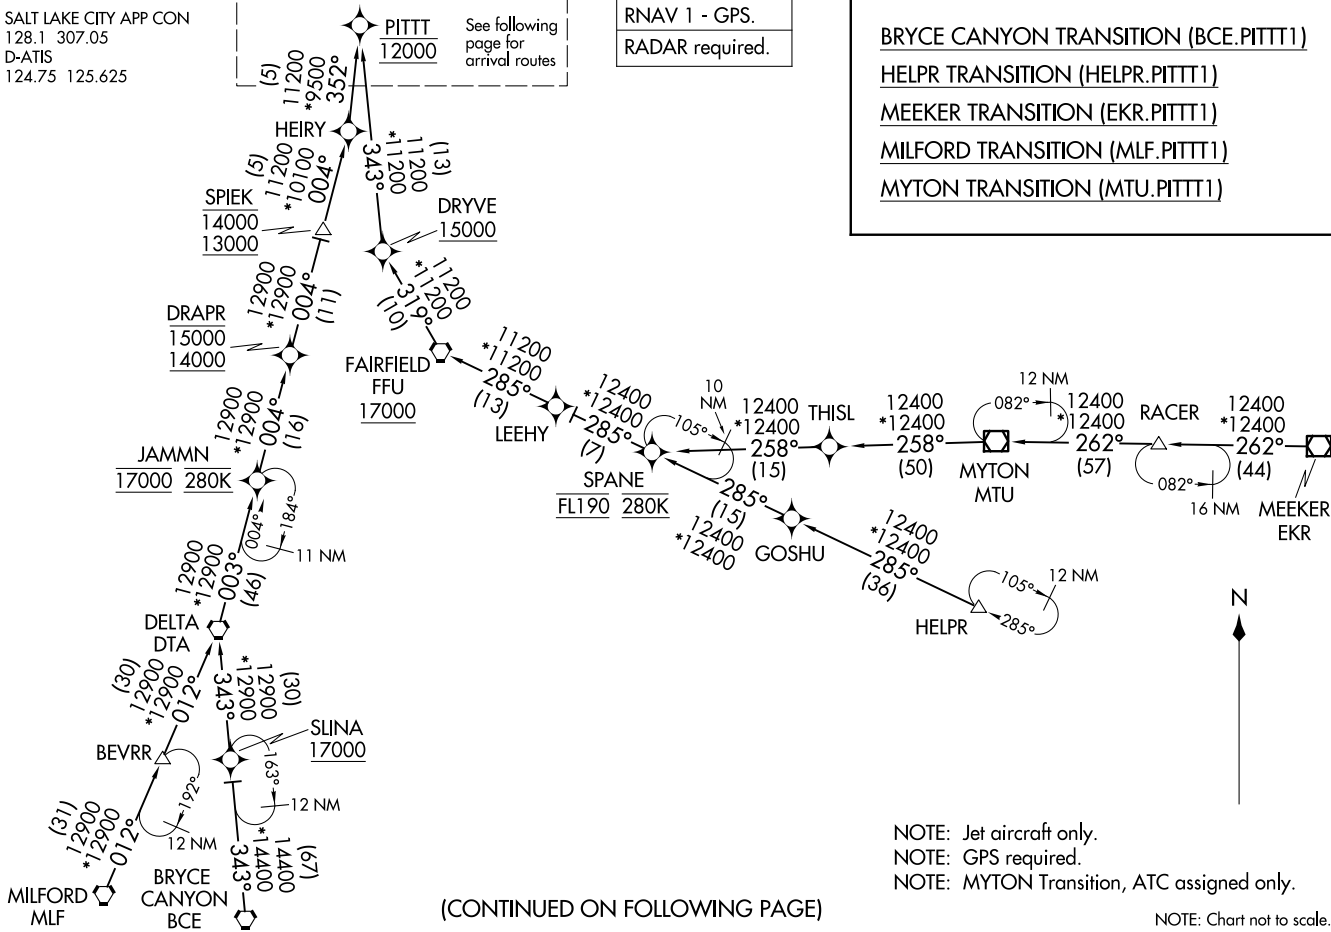 SALT LAKE CITY APP CON
128.1 307.05
D-ATIS
124.75 125.625
PITTT
12000
See following
page for
arrival routes
RNAV 1 - GPS.
RADAR required.
BRYCE CANYON TRANSITION (BCE.PITTT1)
HELPR TRANSITION (HELPR.PITTT1)
MEEKER TRANSITION (EKR.PITTT1)
MILFORD TRANSITION (MLF.PITTT1)
MYTON TRANSITION (MTU.PITTT1)
(5)
11200
*9500
352°
HEIRY
(5)
11200
*10100
004°
(13)
11200
*11200
343°
SPIEK
14000
13000
DRYVE
15000
12900
*12900
004°
(11)
11200
*11200
319°
(10)
DRAPR
15000
14000
FAIRFIELD
FFU
17000
11200
*11200
285°
(13)
LEEHY
12400
*12400
285°
(7)
10
NM
105°
12400
*12400
258°
(15)
THISL
12400
*12400
258°
(50)
12 NM
082°
MYTON
MTU
12400
*12400
262°
(57)
RACER
082°
16 NM
12400
*12400
262°
(44)
MEEKER
EKR
12900
*12900
004°
(16)
JAMMN
17000 280K
004°
184°
11 NM
SPANE
FL190 280K
285°
(15)
12400
*12400
GOSHU
12400
*12400
285°
(36)
105°
12 NM
285°
HELPR
12900
*12900
003°
(46)
DELTA
DTA
(30)
12900
*12900
012°
(30)
12900
*12900
343°
SLINA
17000
BEVRR
192°
12 NM
163°
12 NM
(31)
12900
*12900
012°
(67)
14400
*14400
343°
MILFORD
MLF
BRYCE
CANYON
BCE
N
NOTE: Jet aircraft only.
NOTE: GPS required.
NOTE: MYTON Transition, ATC assigned only.
(CONTINUED ON FOLLOWING PAGE)
NOTE: Chart not to scale.